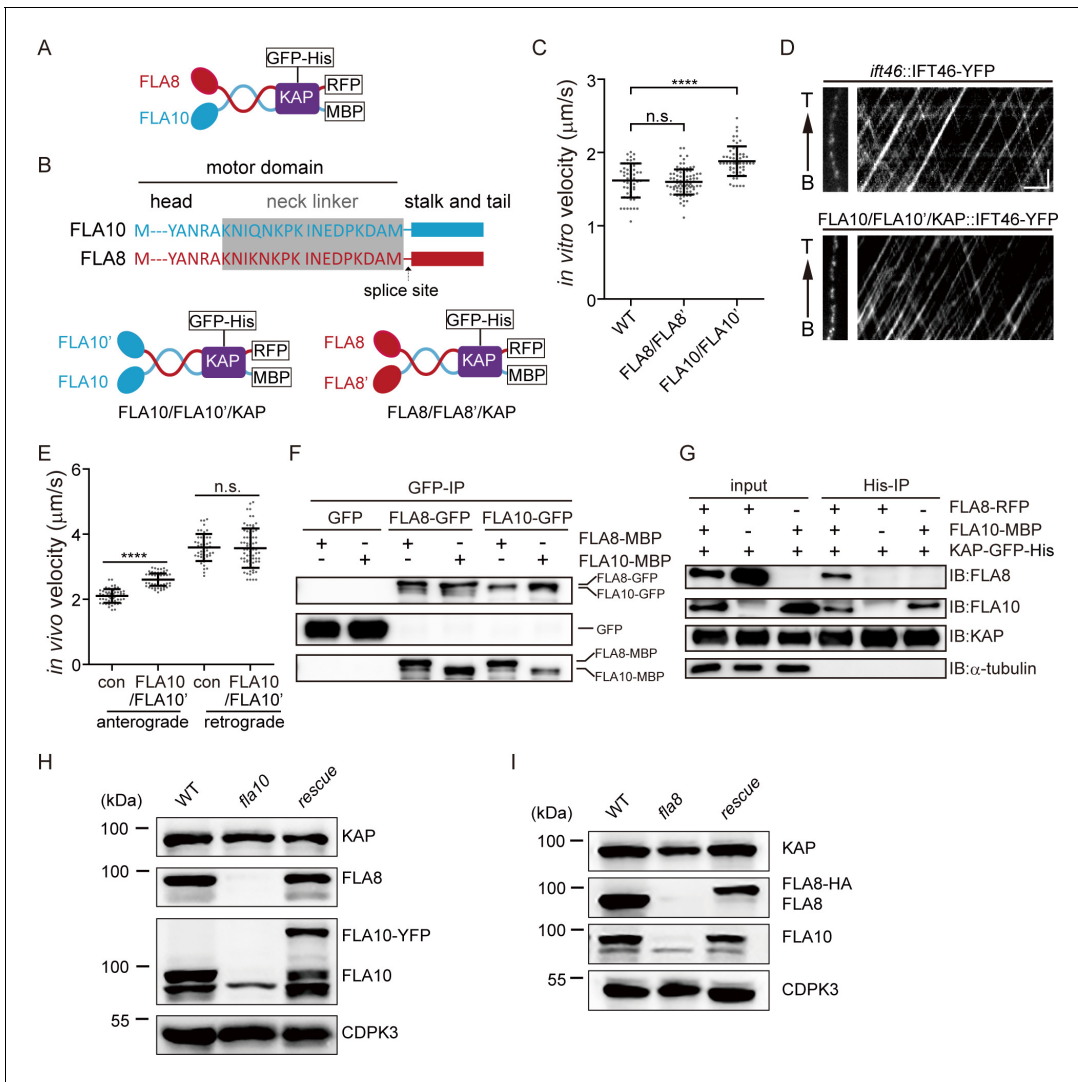 A
FLA8
FLA10
GFP-His
KAP
RFP
MBP
B
motor domain
head
neck linker
stalk and tail
FLA10 M---YANRAKNIQNKPKINEDPKDAM
FLA8 M---YANRAKNIKNKPKINEDPKDAM
splice site
FLA10’
FLA10
GFP-His
KAP
RFP
MBP
FLA10/FLA10’/KAP
FLA8
FLA8’
GFP-His
KAP
RFP
MBP
FLA8/FLA8’/KAP
C
in vitro velocity (μm/s)
3
2
1
0
****
n.s.
WT
FLA8/FLA8’
FLA10/FLA10’
D
ift46::IFT46-YFP
T
B
FLA10/FLA10’/KAP::IFT46-YFP
T
B
E
in vivo velocity (μm/s)
6
4
2
0
****
n.s.
con
FLA10
/FLA10’
con
FLA10
/FLA10’
anterograde
retrograde
F
GFP-IP
GFP
FLA8-GFP
FLA10-GFP
+ - + - + - FLA8-MBP
- + - + - + FLA10-MBP
FLA8-GFP
FLA10-GFP
GFP
FLA8-MBP
FLA10-MBP
G
input
His-IP
+ + - + + - FLA8-RFP
+ - + + - + FLA10-MBP
+ + + + + + KAP-GFP-His
IB:FLA8
IB:FLA10
IB:KAP
IB:α-tubulin
H
(kDa)
WT
fla10
rescue
100
KAP
100
FLA8
FLA10-YFP
100
FLA10
55
CDPK3
I
(kDa)
WT
fla8
rescue
100
KAP
100
FLA8-HA
FLA8
100
FLA10
55
CDPK3